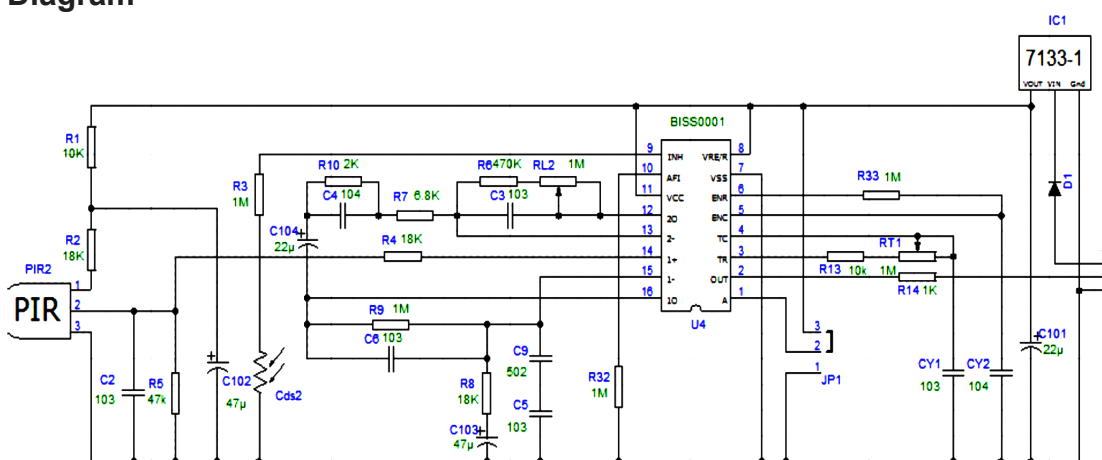 Diagram
IC1
7133-1
VOUT VIN Gnd
BISS0001
R1
10K
R3
1M
R10 2K
C4 104
R7 6.8K
R6 470K
RL2 1M
C3 103
9 INH VRE/R 8
10 AFI VSS 7
11 VCC ENR 6
12 2O ENC 5
13 2- TC 4
14 1+ TR 3
15 1- OUT 2
16 1O A 1
U4
R33 1M
D1
RT1
1M
R13 10k
R14 1K
C104
22µ
R4 18K
R2
18K
PIR2
PIR
1
2
3
R9 1M
C6 103
C2
103
R5
47k
C102
47µ
Cds2
R8
18K
C103
47µ
C9
502
C5
103
R32
1M
3
2
1
JP1
CY1
103
CY2
104
C101
22µ